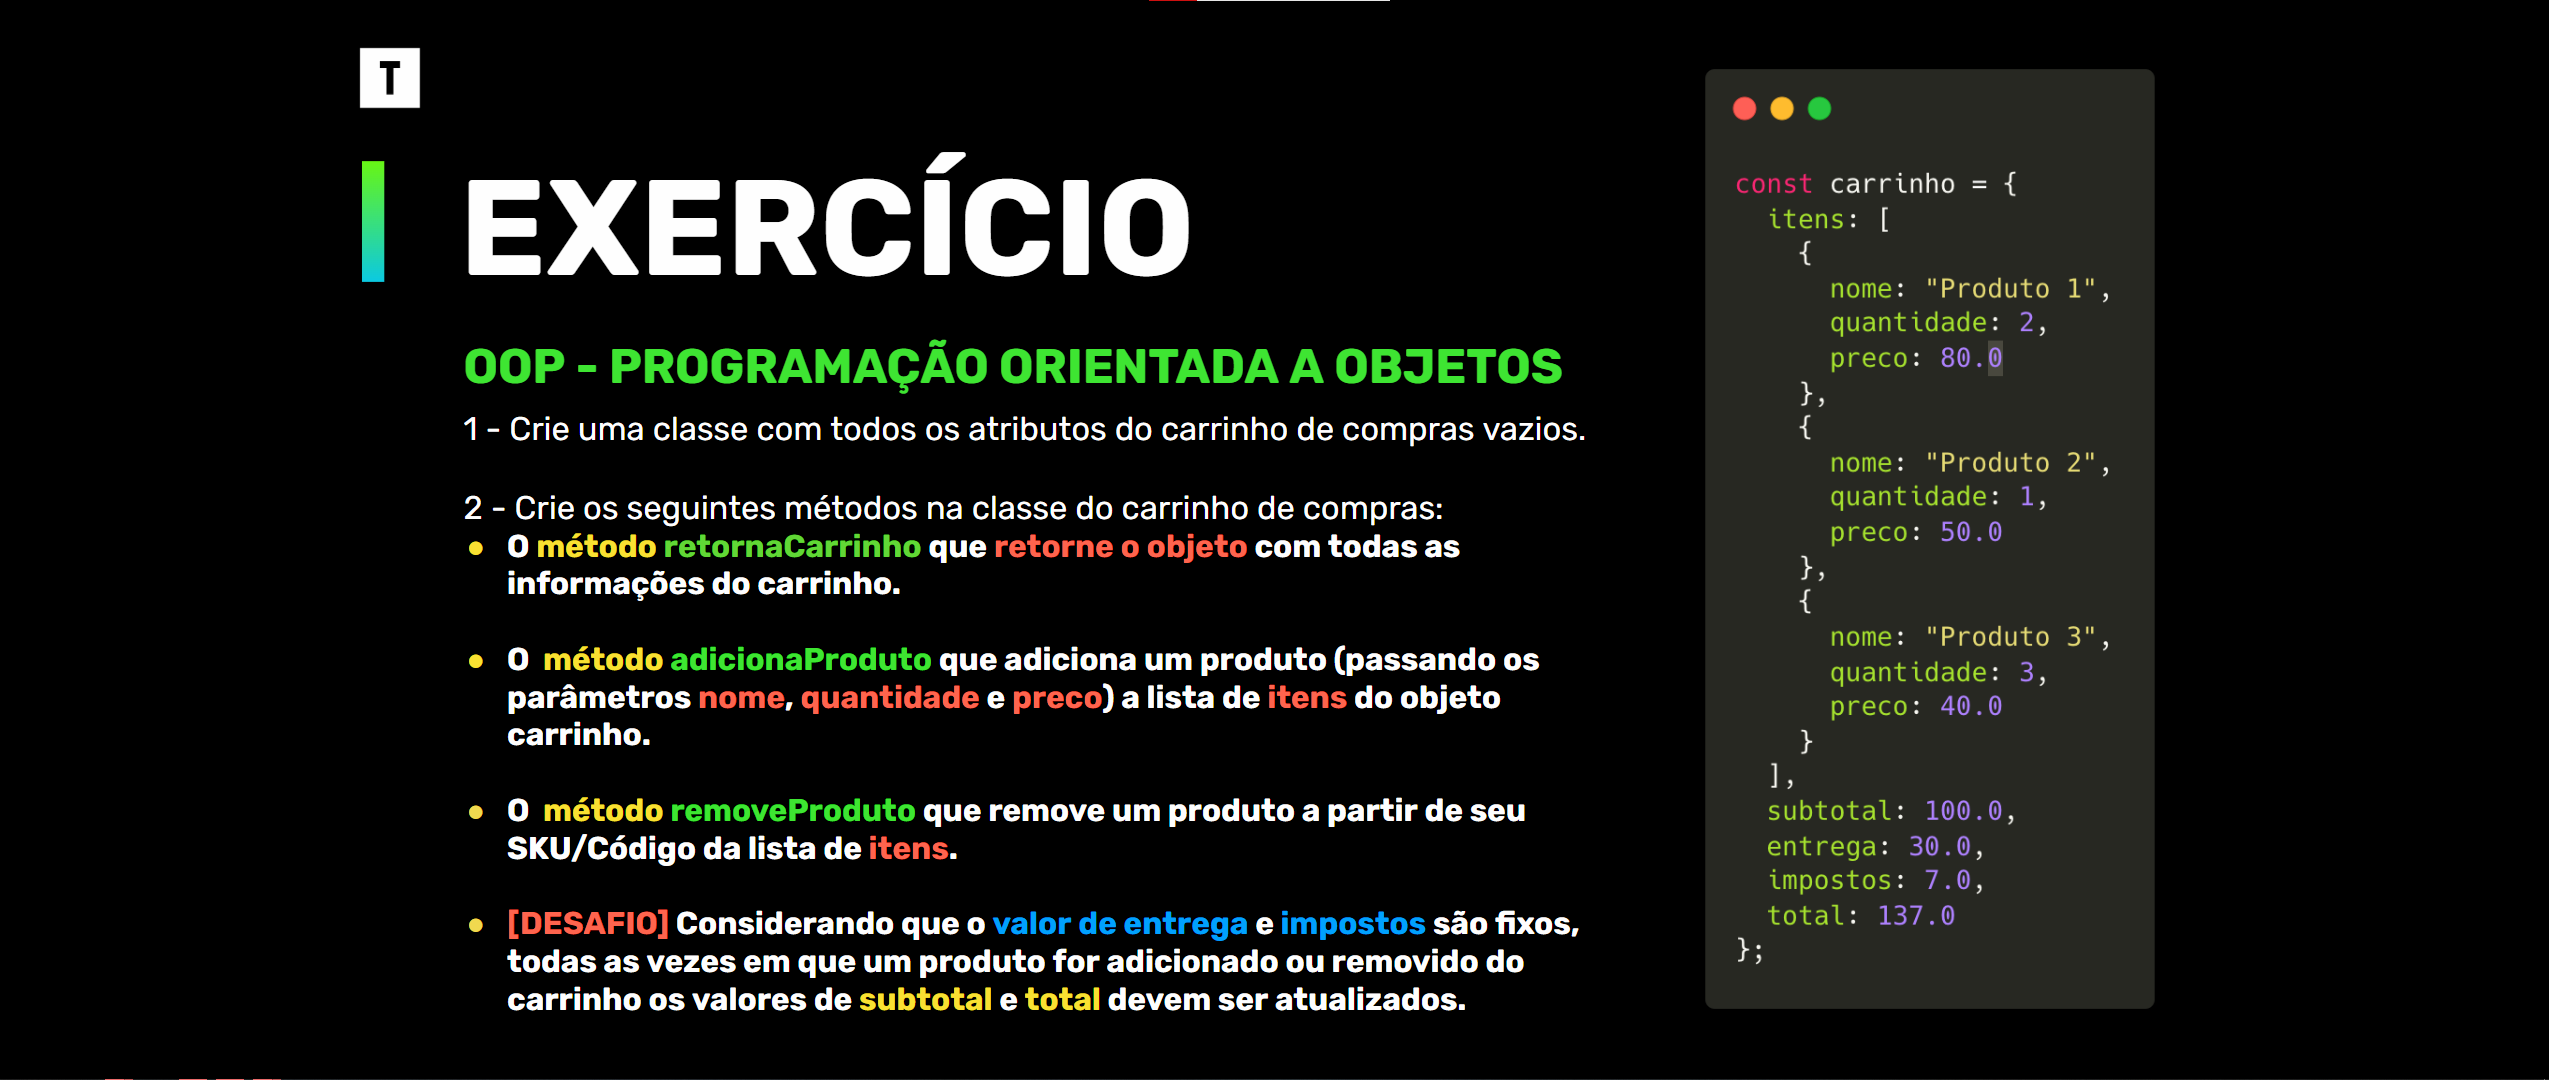 T
EXERCÍCIO
OOP - PROGRAMAÇÃO ORIENTADA A OBJETOS
1 - Crie uma classe com todos os atributos do carrinho de compras vazios.
2 - Crie os seguintes métodos na classe do carrinho de compras:
● O método retornaCarrinho que retorne o objeto com todas as
informações do carrinho.
● O método adicionaProduto que adiciona um produto (passando os
parâmetros nome, quantidade e preco) a lista de itens do objeto
carrinho.
● O método removeProduto que remove um produto a partir de seu
SKU/Código da lista de itens.
● [DESAFIO] Considerando que o valor de entrega e impostos são fixos,
todas as vezes em que um produto for adicionado ou removido do
carrinho os valores de subtotal e total devem ser atualizados.
const carrinho = {
itens: [
{
nome: "Produto 1",
quantidade: 2,
preco: 80.0
},
{
nome: "Produto 2",
quantidade: 1,
preco: 50.0
},
{
nome: "Produto 3",
quantidade: 3,
preco: 40.0
}
],
subtotal: 100.0,
entrega: 30.0,
impostos: 7.0,
total: 137.0
};